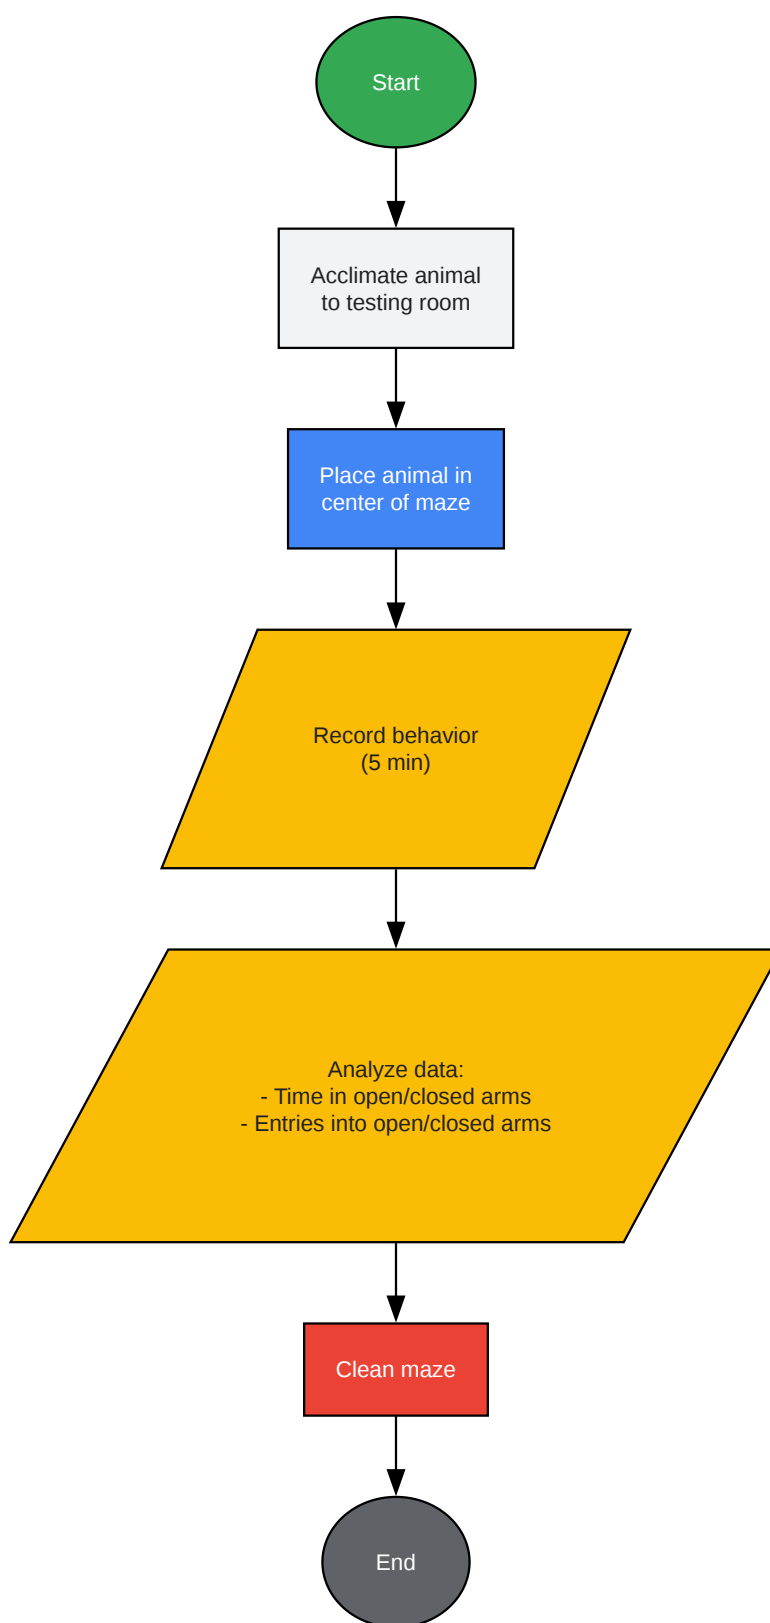 Start
Acclimate animal
to testing room
Place animal in
center of maze
Record behavior
(5 min)
Analyze data:
- Time in open/closed arms
- Entries into open/closed arms
Clean maze
End